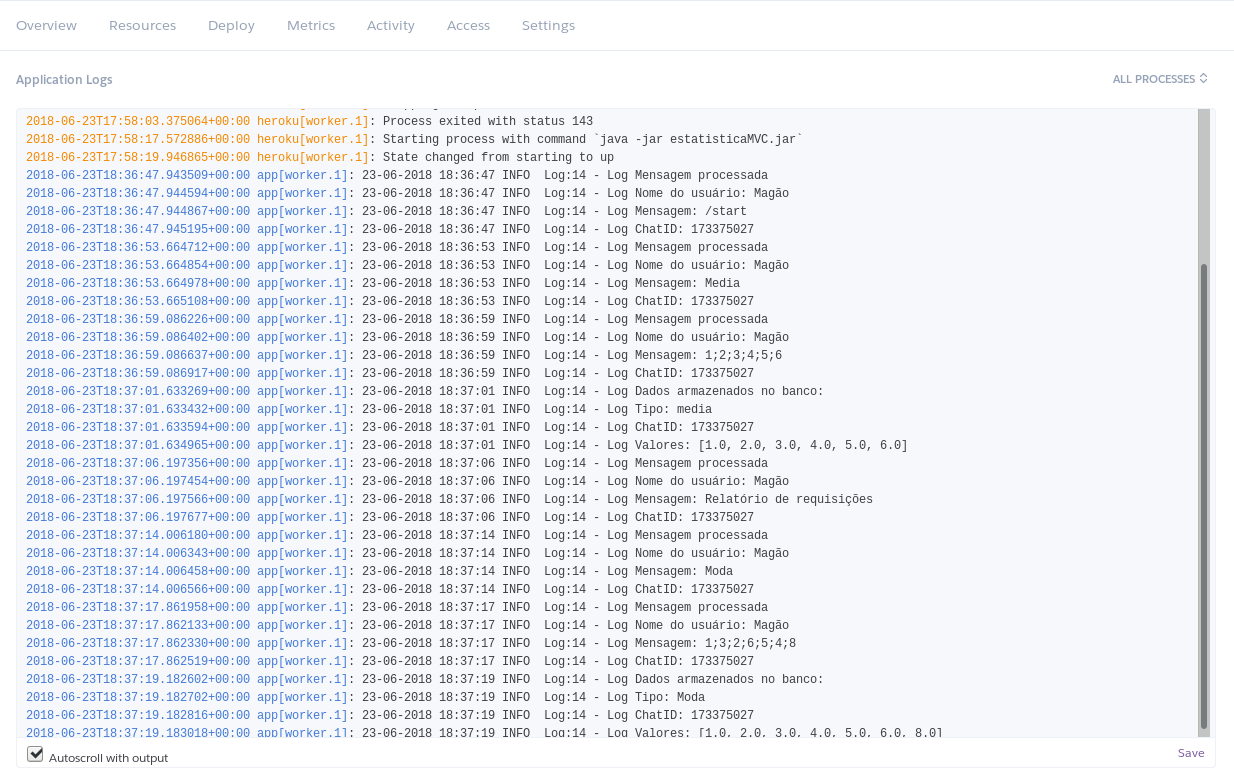 Overview Resources Deploy Metrics Activity Access Settings
Application Logs
ALL PROCESSES
2018-06-23T17:58:03.375064+00:00 heroku[worker.1]: Process exited with status 143
2018-06-23T17:58:17.572886+00:00 heroku[worker.1]: Starting process with command `java -jar estatisticaMVC.jar`
2018-06-23T17:58:19.946865+00:00 heroku[worker.1]: State changed from starting to up
2018-06-23T18:36:47.943509+00:00 app[worker.1]: 23-06-2018 18:36:47 INFO  Log:14 - Log Mensagem processada
2018-06-23T18:36:47.944594+00:00 app[worker.1]: 23-06-2018 18:36:47 INFO  Log:14 - Log Nome do usuário: Magão
2018-06-23T18:36:47.944867+00:00 app[worker.1]: 23-06-2018 18:36:47 INFO  Log:14 - Log Mensagem: /start
2018-06-23T18:36:47.945195+00:00 app[worker.1]: 23-06-2018 18:36:47 INFO  Log:14 - Log ChatID: 173375027
2018-06-23T18:36:53.664712+00:00 app[worker.1]: 23-06-2018 18:36:53 INFO  Log:14 - Log Mensagem processada
2018-06-23T18:36:53.664854+00:00 app[worker.1]: 23-06-2018 18:36:53 INFO  Log:14 - Log Nome do usuário: Magão
2018-06-23T18:36:53.664978+00:00 app[worker.1]: 23-06-2018 18:36:53 INFO  Log:14 - Log Mensagem: Media
2018-06-23T18:36:53.665108+00:00 app[worker.1]: 23-06-2018 18:36:53 INFO  Log:14 - Log ChatID: 173375027
2018-06-23T18:36:59.086226+00:00 app[worker.1]: 23-06-2018 18:36:59 INFO  Log:14 - Log Mensagem processada
2018-06-23T18:36:59.086402+00:00 app[worker.1]: 23-06-2018 18:36:59 INFO  Log:14 - Log Nome do usuário: Magão
2018-06-23T18:36:59.086637+00:00 app[worker.1]: 23-06-2018 18:36:59 INFO  Log:14 - Log Mensagem: 1;2;3;4;5;6
2018-06-23T18:36:59.086917+00:00 app[worker.1]: 23-06-2018 18:36:59 INFO  Log:14 - Log ChatID: 173375027
2018-06-23T18:37:01.633269+00:00 app[worker.1]: 23-06-2018 18:37:01 INFO  Log:14 - Log Dados armazenados no banco:
2018-06-23T18:37:01.633432+00:00 app[worker.1]: 23-06-2018 18:37:01 INFO  Log:14 - Log Tipo: media
2018-06-23T18:37:01.633594+00:00 app[worker.1]: 23-06-2018 18:37:01 INFO  Log:14 - Log ChatID: 173375027
2018-06-23T18:37:01.634965+00:00 app[worker.1]: 23-06-2018 18:37:01 INFO  Log:14 - Log Valores: [1.0, 2.0, 3.0, 4.0, 5.0, 6.0]
2018-06-23T18:37:06.197356+00:00 app[worker.1]: 23-06-2018 18:37:06 INFO  Log:14 - Log Mensagem processada
2018-06-23T18:37:06.197454+00:00 app[worker.1]: 23-06-2018 18:37:06 INFO  Log:14 - Log Nome do usuário: Magão
2018-06-23T18:37:06.197566+00:00 app[worker.1]: 23-06-2018 18:37:06 INFO  Log:14 - Log Mensagem: Relatório de requisições
2018-06-23T18:37:06.197677+00:00 app[worker.1]: 23-06-2018 18:37:06 INFO  Log:14 - Log ChatID: 173375027
2018-06-23T18:37:14.006180+00:00 app[worker.1]: 23-06-2018 18:37:14 INFO  Log:14 - Log Mensagem processada
2018-06-23T18:37:14.006343+00:00 app[worker.1]: 23-06-2018 18:37:14 INFO  Log:14 - Log Nome do usuário: Magão
2018-06-23T18:37:14.006458+00:00 app[worker.1]: 23-06-2018 18:37:14 INFO  Log:14 - Log Mensagem: Moda
2018-06-23T18:37:14.006566+00:00 app[worker.1]: 23-06-2018 18:37:14 INFO  Log:14 - Log ChatID: 173375027
2018-06-23T18:37:17.861958+00:00 app[worker.1]: 23-06-2018 18:37:17 INFO  Log:14 - Log Mensagem processada
2018-06-23T18:37:17.862133+00:00 app[worker.1]: 23-06-2018 18:37:17 INFO  Log:14 - Log Nome do usuário: Magão
2018-06-23T18:37:17.862330+00:00 app[worker.1]: 23-06-2018 18:37:17 INFO  Log:14 - Log Mensagem: 1;3;2;6;5;4;8
2018-06-23T18:37:17.862519+00:00 app[worker.1]: 23-06-2018 18:37:17 INFO  Log:14 - Log ChatID: 173375027
2018-06-23T18:37:19.182602+00:00 app[worker.1]: 23-06-2018 18:37:19 INFO  Log:14 - Log Dados armazenados no banco:
2018-06-23T18:37:19.182702+00:00 app[worker.1]: 23-06-2018 18:37:19 INFO  Log:14 - Log Tipo: Moda
2018-06-23T18:37:19.182816+00:00 app[worker.1]: 23-06-2018 18:37:19 INFO  Log:14 - Log ChatID: 173375027
2018-06-23T18:37:19.183018+00:00 app[worker.1]: 23-06-2018 18:37:19 INFO  Log:14 - Log Valores: [1.0, 2.0, 3.0, 4.0, 5.0, 6.0, 8.0]
Autoscroll with output
Save